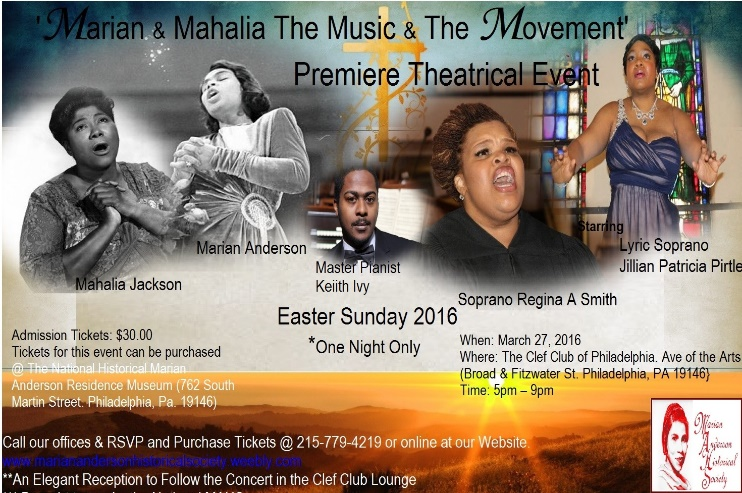 'Marian & Mahalia The Music & The Movement'
Premiere Theatrical Event
Marian Anderson
Mahalia Jackson
Master Pianist
Keiith Ivy
Soprano Regina A Smith
Starring
Lyric Soprano
Jillian Patricia Pirtle
Easter Sunday 2016
*One Night Only
Admission Tickets: $30.00
Tickets for this event can be purchased
@ The National Historical Marian
Anderson Residence Museum (762 South
Martin Street. Philadelphia, Pa. 19146)
When: March 27, 2016
Where: The Clef Club of Philadelphia. Ave of the Arts
(Broad & Fitzwater St. Philadelphia, PA 19146)
Time: 5pm – 9pm
Call our offices & RSVP and Purchase Tickets @ 215-779-4219 or online at our Website
www.mariananderson​historicalsociety.weebly.com
**An Elegant Reception to Follow the Concert in the Clef Club Lounge
Marian
Anderson
Historical
Society